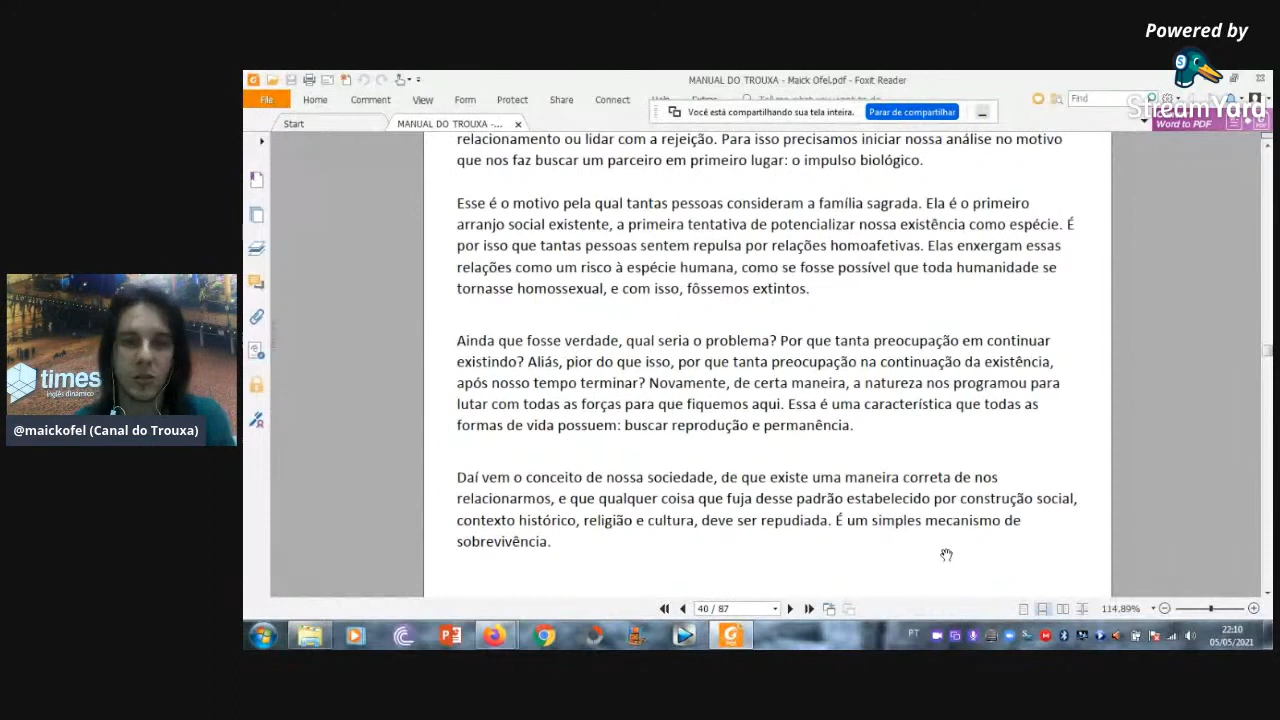 Powered by
StreamYard
MANUAL DO TROUXA - Maick Ofel.pdf - Foxit Reader
File Home Comment View Form Protect Share Connect Help Extras Find
Você está compartilhando sua tela inteira. Parar de compartilhar
Start MANUAL DO TROUXA -... Word to PDF
relacionamento ou lidar com a rejeição. Para isso precisamos iniciar nossa análise no motivo
que nos faz buscar um parceiro em primeiro lugar: o impulso biológico.
Esse é o motivo pela qual tantas pessoas consideram a família sagrada. Ela é o primeiro
arranjo social existente, a primeira tentativa de potencializar nossa existência como espécie. É
por isso que tantas pessoas sentem repulsa por relações homoafetivas. Elas enxergam essas
relações como um risco à espécie humana, como se fosse possível que toda humanidade se
tornasse homossexual, e com isso, fôssemos extintos.
Ainda que fosse verdade, qual seria o problema? Por que tanta preocupação em continuar
existindo? Aliás, pior do que isso, por que tanta preocupação na continuação da existência,
após nosso tempo terminar? Novamente, de certa maneira, a natureza nos programou para
lutar com todas as forças para que fiquemos aqui. Essa é uma característica que todas as
formas de vida possuem: buscar reprodução e permanência.
Daí vem o conceito de nossa sociedade, de que existe uma maneira correta de nos
relacionarmos, e que qualquer coisa que fuja desse padrão estabelecido por construção social,
contexto histórico, religião e cultura, deve ser repudiada. É um simples mecanismo de
sobrevivência.
times
inglês dinâmico
@maickofel (Canal do Trouxa)
40 / 87 114,89%
PT 22:10
05/05/2021